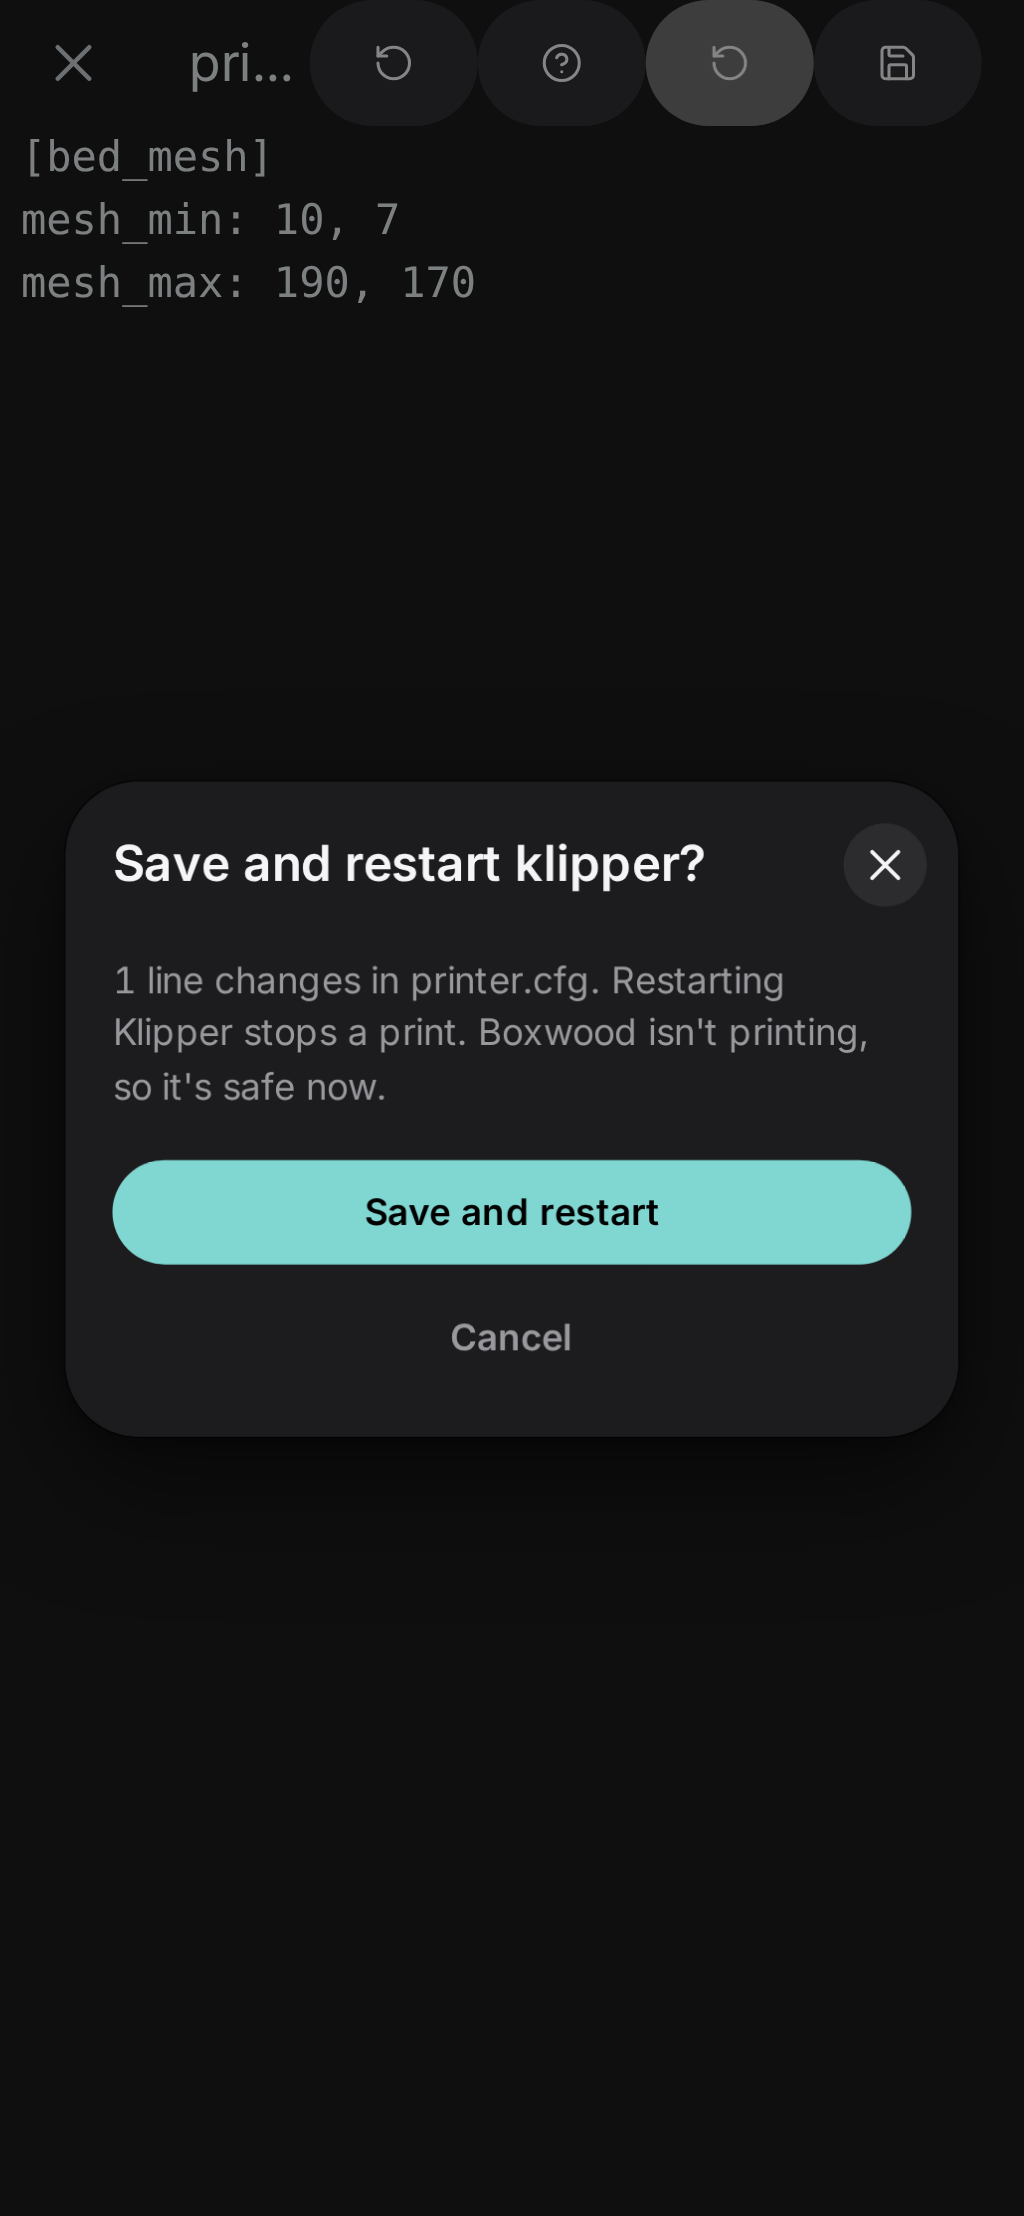 pri...
[bed_mesh]
mesh_min: 10, 7
mesh_max: 190, 170
Save and restart klipper?
1 line changes in printer.cfg. Restarting
Klipper stops a print. Boxwood isn't printing,
so it's safe now.
Save and restart
Cancel